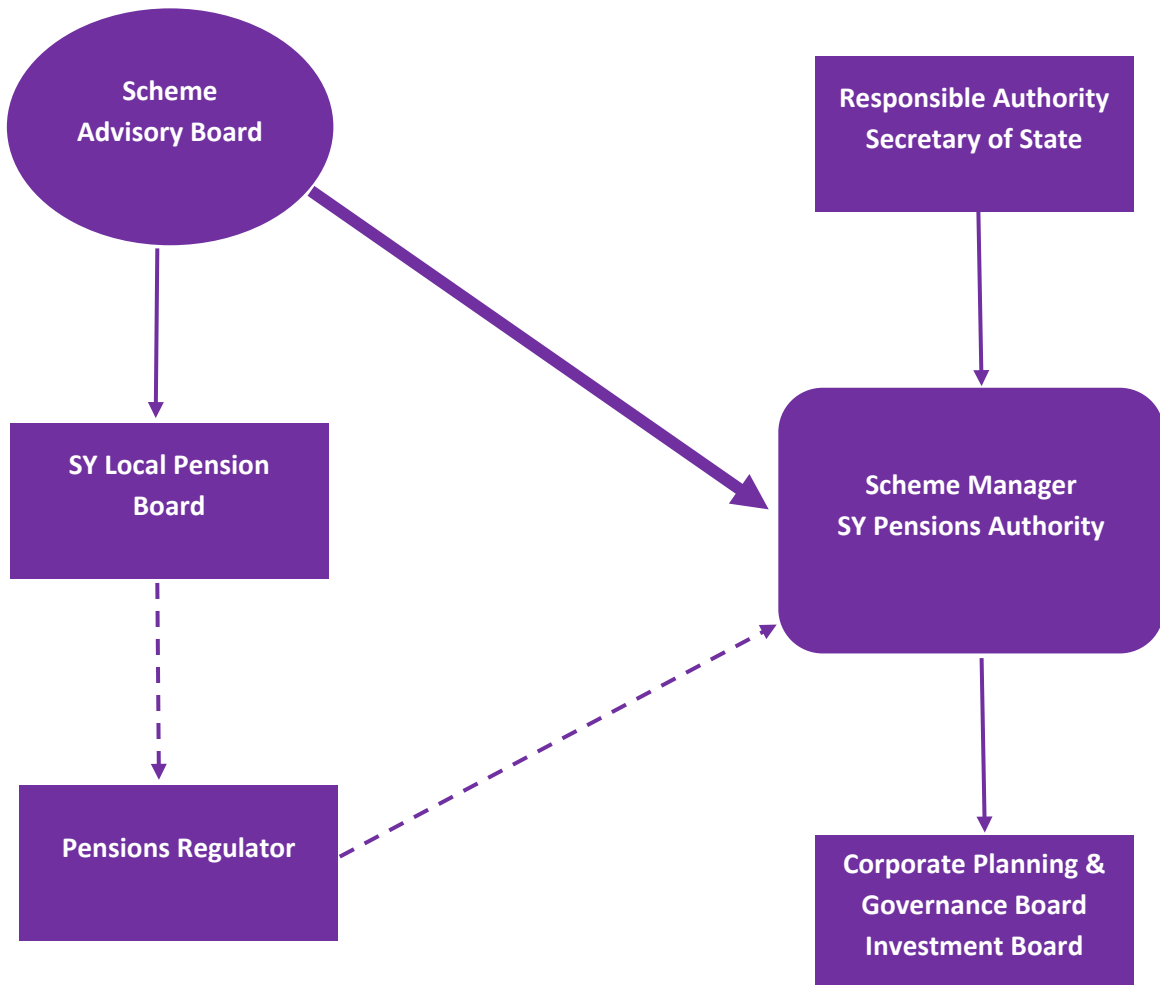 Scheme
Advisory Board
Responsible Authority
Secretary of State
SY Local Pension
Board
Scheme Manager
SY Pensions Authority
Pensions Regulator
Corporate Planning &
Governance Board
Investment Board